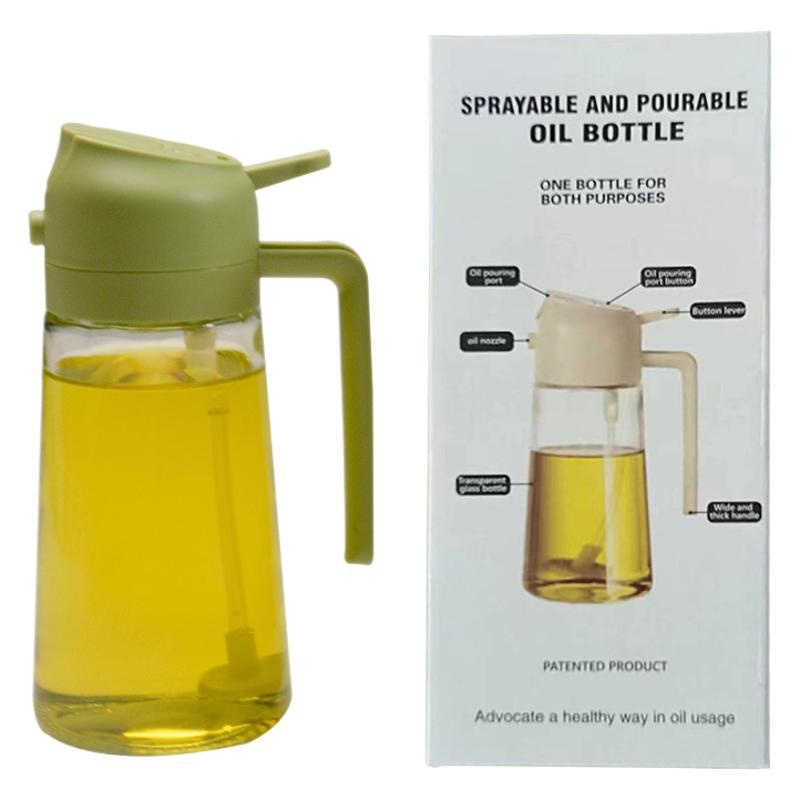 SPRAYABLE AND POURABLE
OIL BOTTLE
ONE BOTTLE FOR
BOTH PURPOSES
Oil pouring
port
Oil pouring
port button
Button lever
oil nozzle
Transparent
glass bottle
Wide and
thick handle
PATENTED PRODUCT
Advocate a healthy way in oil usage